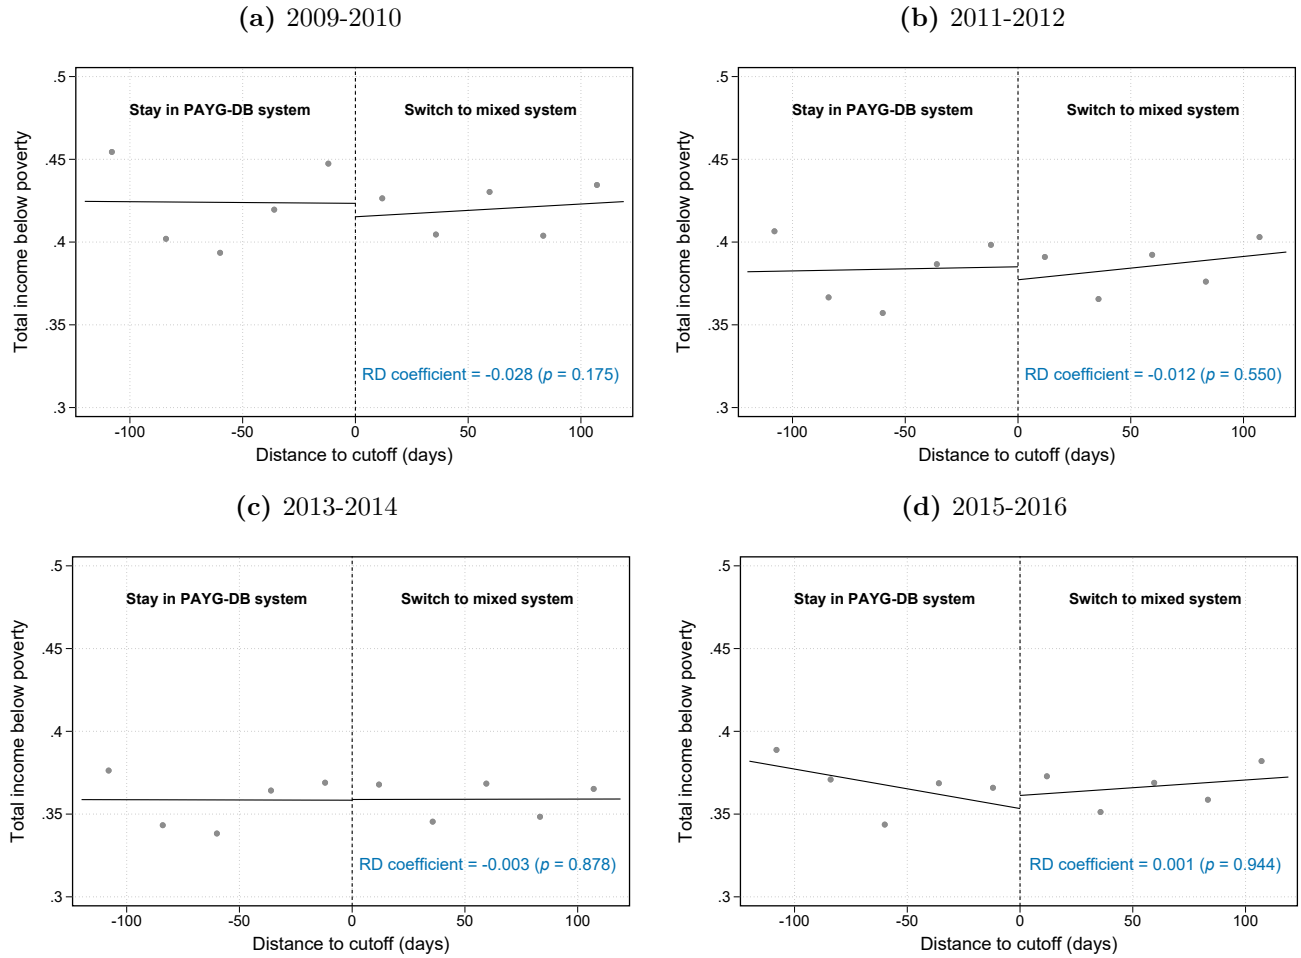 (a) 2009-2010
.5
.45
.4
.35
.3
Total income below poverty
Stay in PAYG-DB system
Switch to mixed system
RD coefficient = -0.028 (p = 0.175)
-100 -50 0 50 100
Distance to cutoff (days)
(b) 2011-2012
.5
.45
.4
.35
.3
Total income below poverty
Stay in PAYG-DB system
Switch to mixed system
RD coefficient = -0.012 (p = 0.550)
-100 -50 0 50 100
Distance to cutoff (days)
(c) 2013-2014
.5
.45
.4
.35
.3
Total income below poverty
Stay in PAYG-DB system
Switch to mixed system
RD coefficient = -0.003 (p = 0.878)
-100 -50 0 50 100
Distance to cutoff (days)
(d) 2015-2016
.5
.45
.4
.35
.3
Total income below poverty
Stay in PAYG-DB system
Switch to mixed system
RD coefficient = 0.001 (p = 0.944)
-100 -50 0 50 100
Distance to cutoff (days)